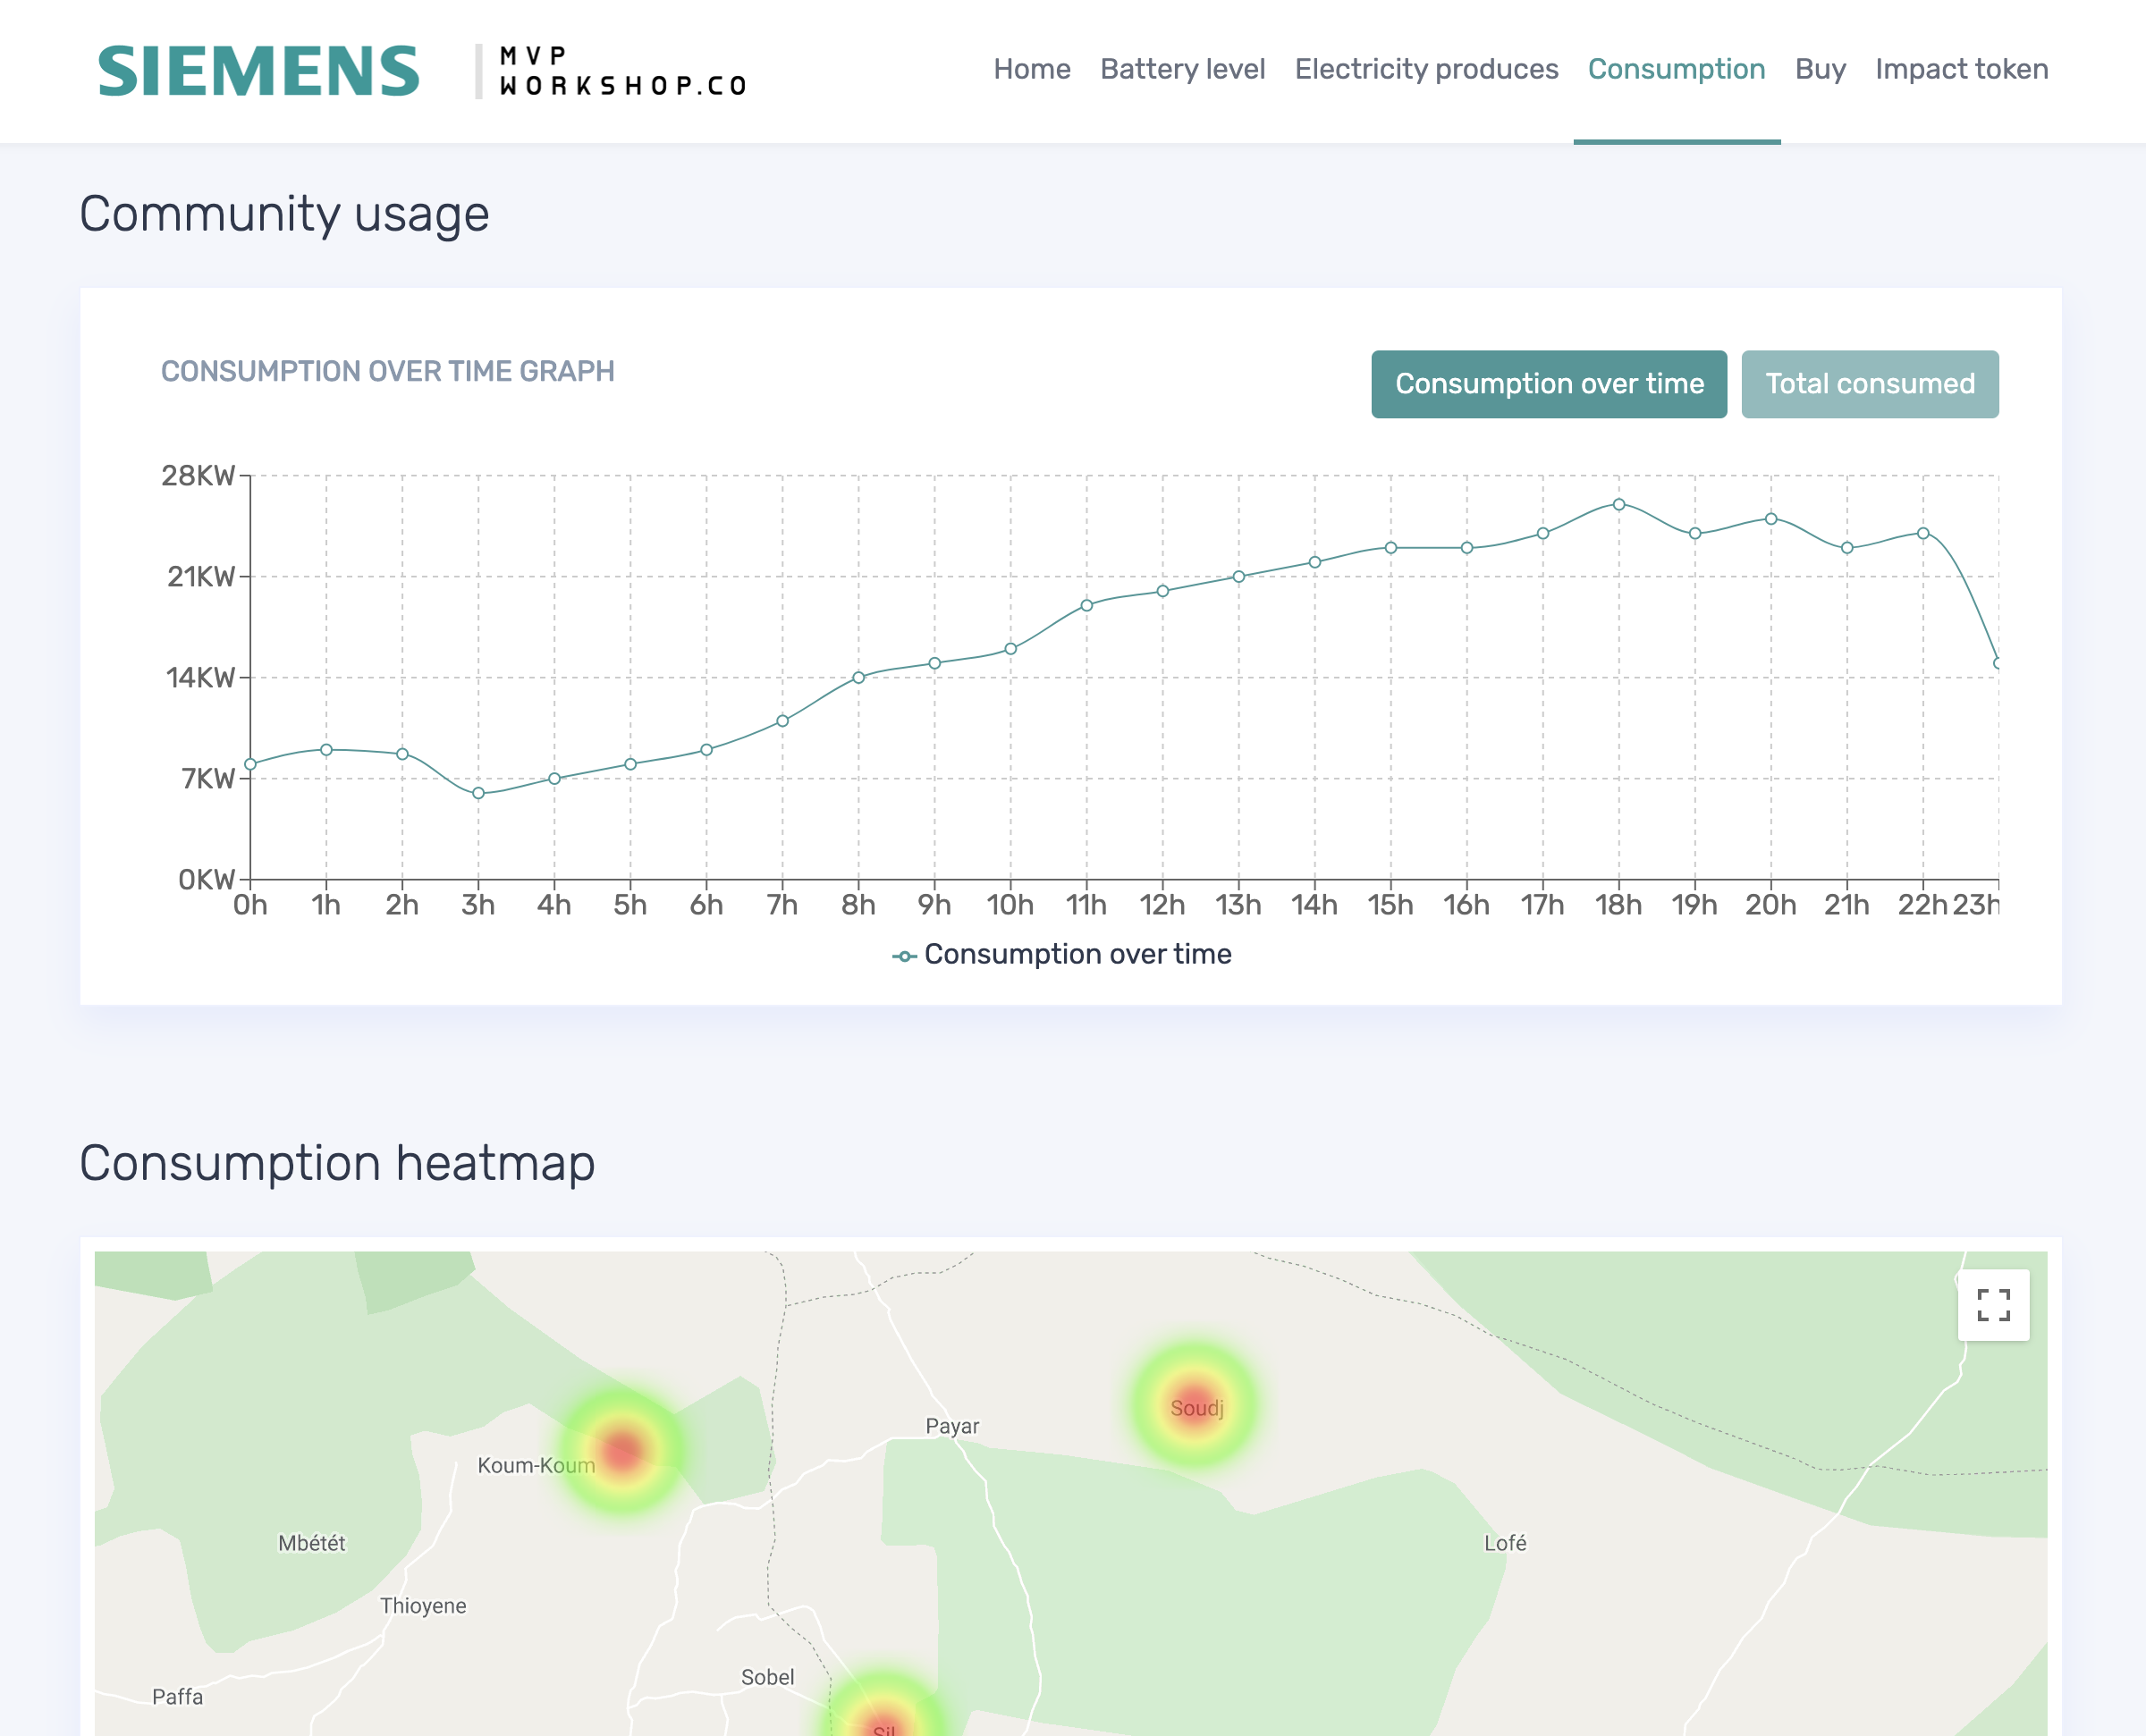 SIEMENS
MVP
WORKSHOP.CO
Home Battery level Electricity produces Consumption Buy Impact token
Community usage
CONSUMPTION OVER TIME GRAPH
Consumption over time Total consumed
28KW
21KW
14KW
7KW
0KW
0h 1h 2h 3h 4h 5h 6h 7h 8h 9h 10h 11h 12h 13h 14h 15h 16h 17h 18h 19h 20h 21h 22h 23h
Consumption over time
Consumption heatmap
Soudj
Payar
Koum-Koum
Mbétét
Lofé
Thioyene
Sobel
Paffa
Sil